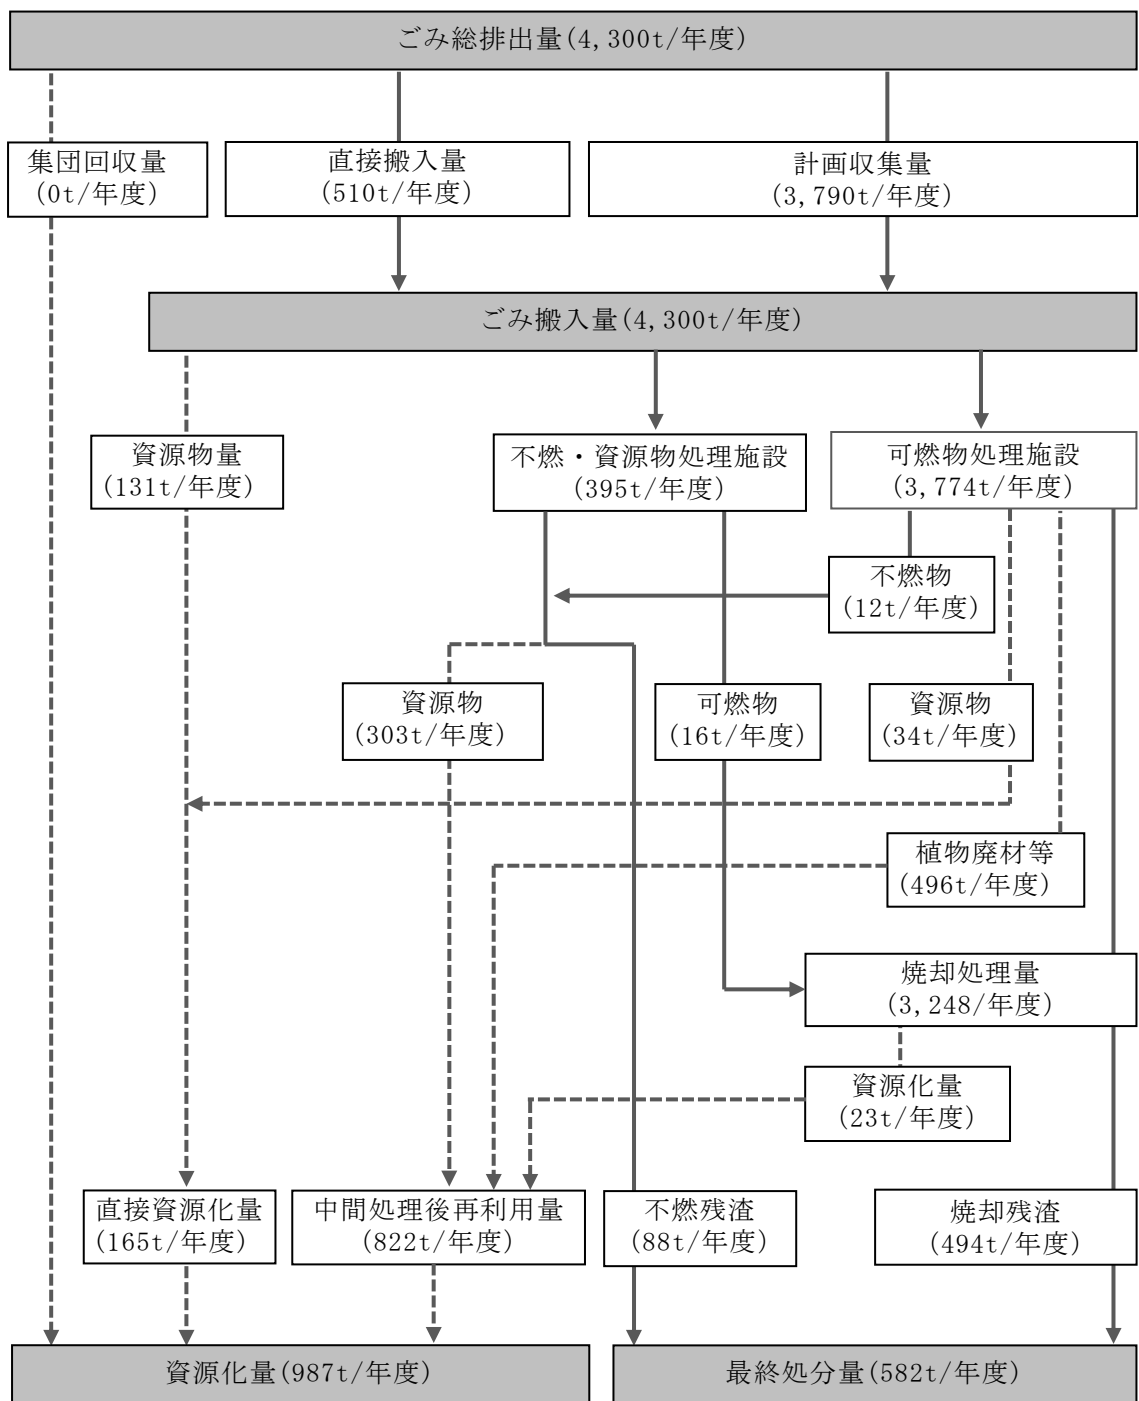 ごみ総排出量(4,300t/年度)
集団回収量
(0t/年度)
直接搬入量
(510t/年度)
計画収集量
(3,790t/年度)
ごみ搬入量(4,300t/年度)
資源物量
(131t/年度)
不燃・資源物処理施設
(395t/年度)
可燃物処理施設
(3,774t/年度)
不燃物
(12t/年度)
資源物
(303t/年度)
可燃物
(16t/年度)
資源物
(34t/年度)
植物廃材等
(496t/年度)
焼却処理量
(3,248/年度)
資源化量
(23t/年度)
直接資源化量
(165t/年度)
中間処理後再利用量
(822t/年度)
不燃残渣
(88t/年度)
焼却残渣
(494t/年度)
資源化量(987t/年度)
最終処分量(582t/年度)